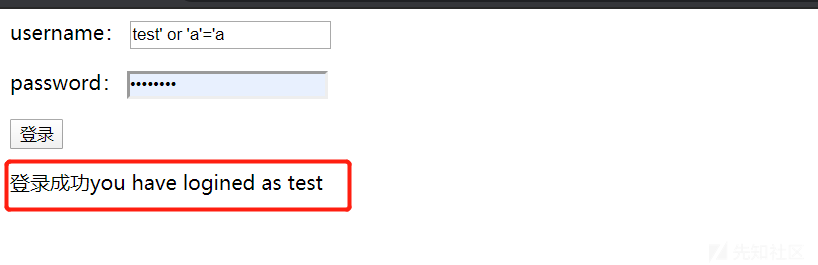 username： test' or 'a'='a
password： ••••••••
登录
登录成功you have logined as test
先知社区